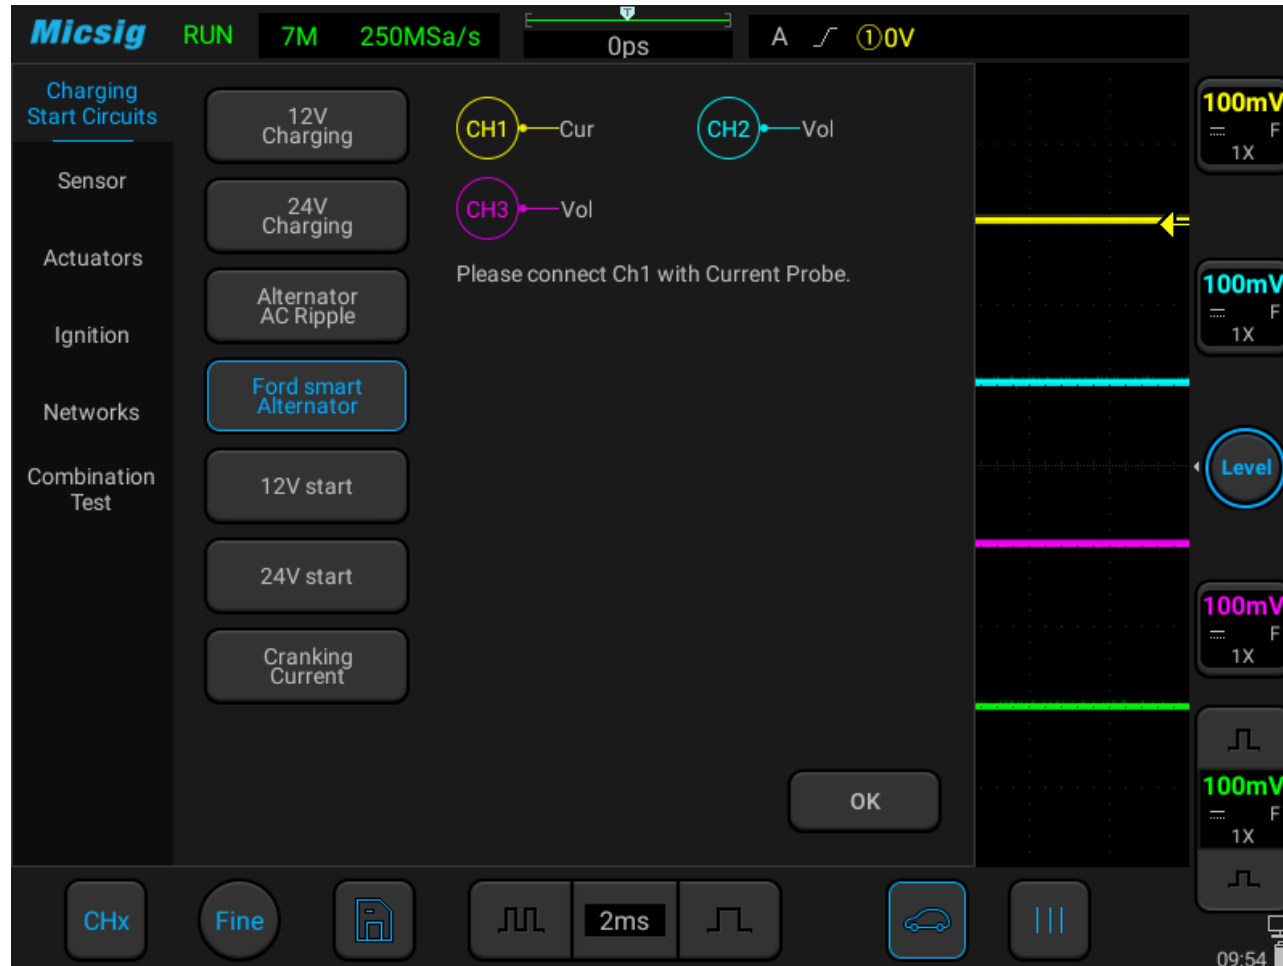 Micsig RUN 7M 250MSa/s 0ps A ①0V
T
Charging
Start Circuits
Sensor
Actuators
Ignition
Networks
Combination
Test
12V
Charging
24V
Charging
Alternator
AC Ripple
Ford smart
Alternator
12V start
24V start
Cranking
Current
CH1 Cur CH2 Vol
CH3 Vol
Please connect Ch1 with Current Probe.
OK
100mV
F
1X
100mV
F
1X
Level
100mV
F
1X
100mV
F
1X
CHx Fine 2ms
09:54